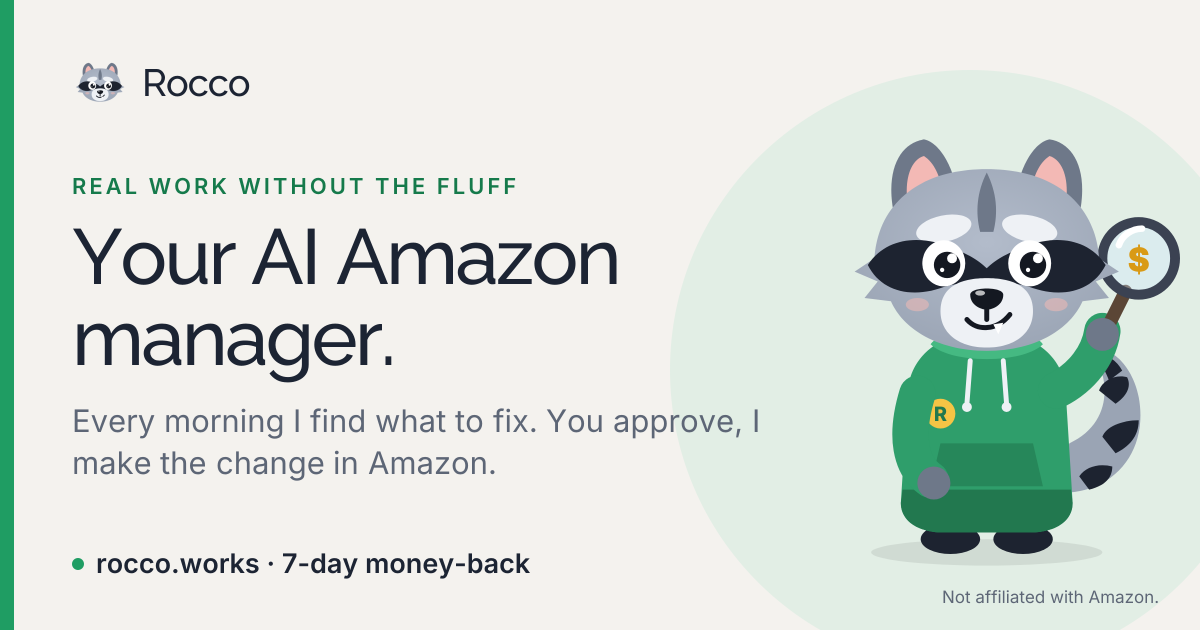 Rocco
REAL WORK WITHOUT THE FLUFF
Your AI Amazon
manager.
Every morning I find what to fix. You approve, I
make the change in Amazon.
rocco.works · 7-day money-back
$
R
Not affiliated with Amazon.